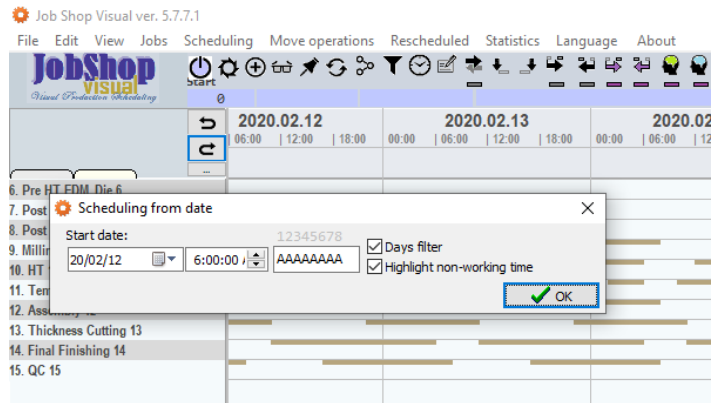 Job Shop Visual ver. 5.7.7.1
File Edit View Jobs Scheduling Move operations Rescheduled Statistics Language About
JobShop
VISUal
Visual Production Scheduling
Start
0
2020.02.12 2020.02.13 2020.02
06:00 12:00 18:00 00:00 06:00 12:00 18:00 00:00 06:00 12
...
6. Pre HT EDM Die 6
7. Post
8. Post
9. Millin
10. HT
11. Tem
12. Assembly 12
13. Thickness Cutting 13
14. Final Finishing 14
15. QC 15
Scheduling from date
Start date:
12345678
20/02/12
6:00:00
AAAAAAAA
Days filter
Highlight non-working time
OK